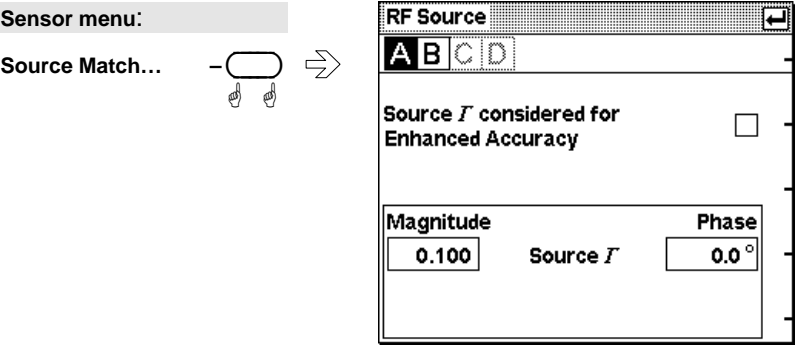 Sensor menu:
Source Match…
RF Source
A B C D
Source Γ considered for
Enhanced Accuracy
Magnitude Phase
0.100 Source Γ 0.0 °